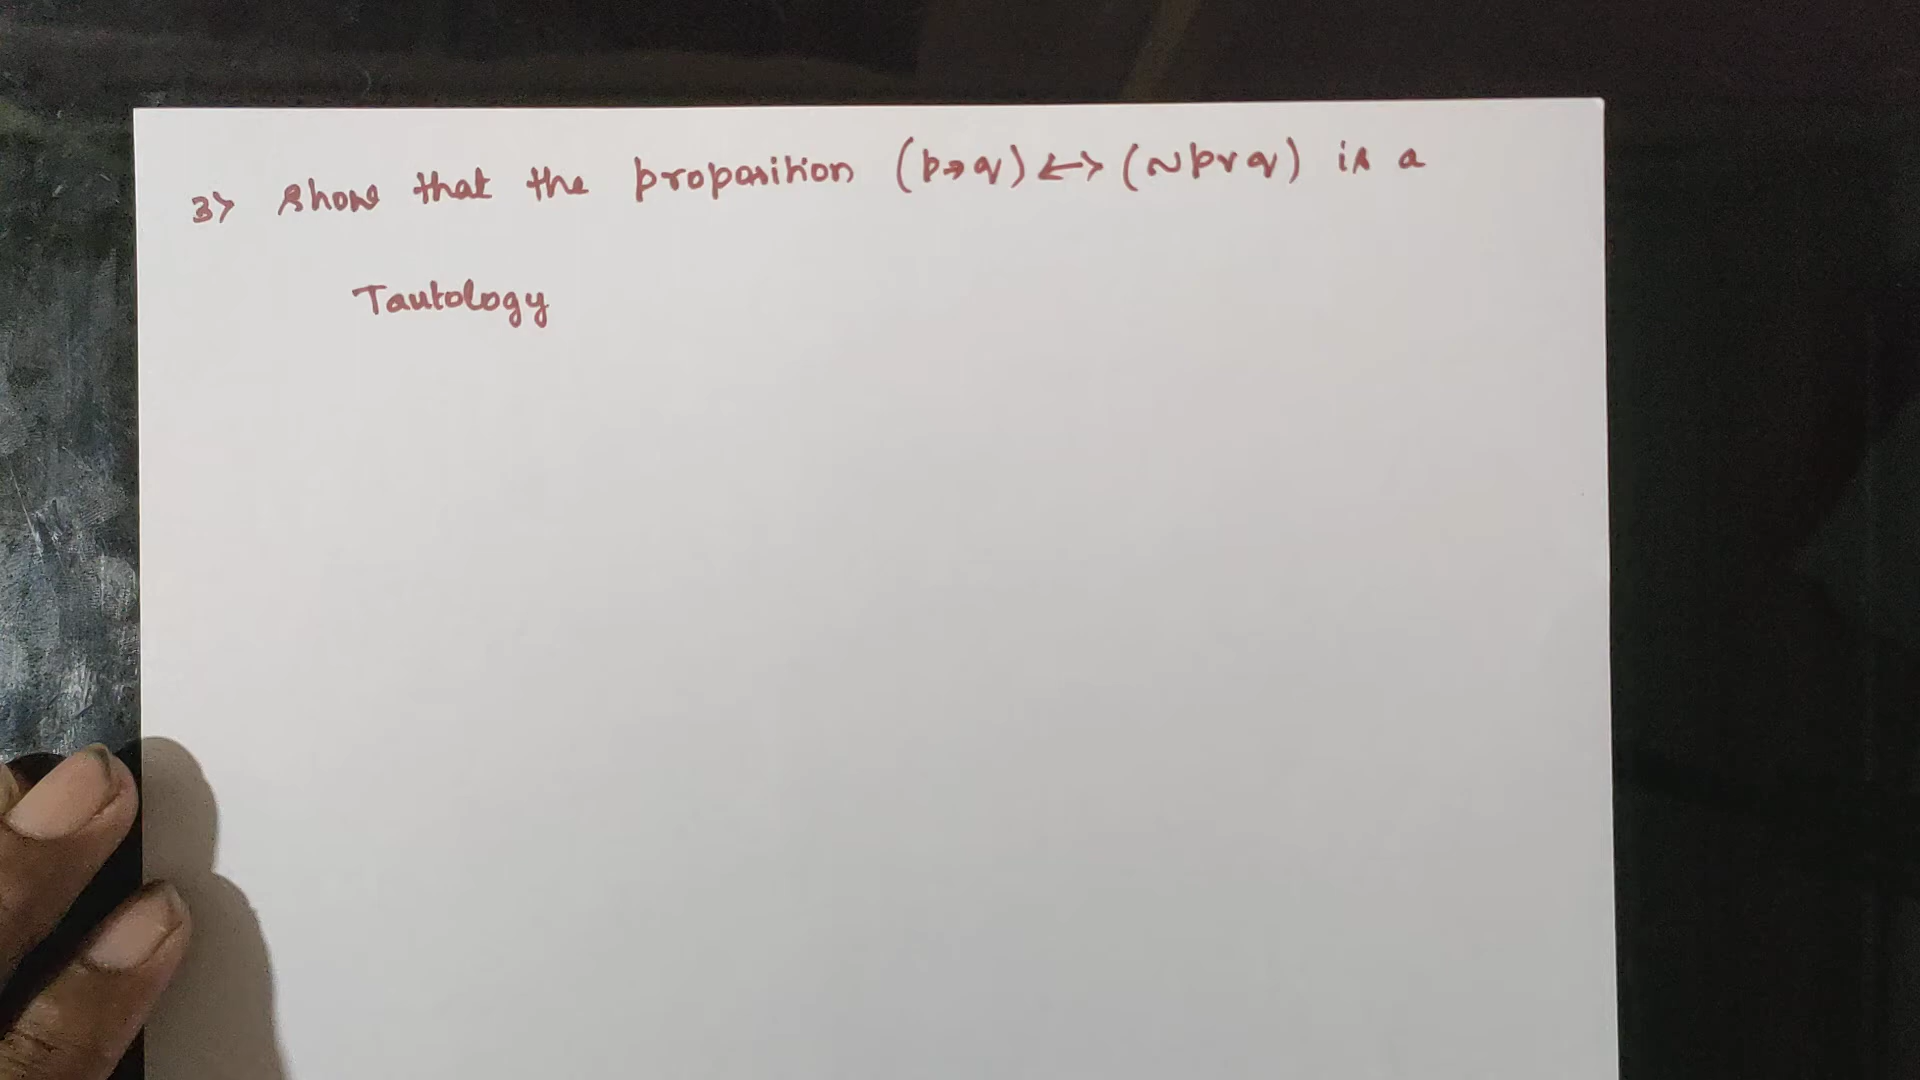 3> show that the proposition (p→q)↔(~p∨q) is a
Tautology